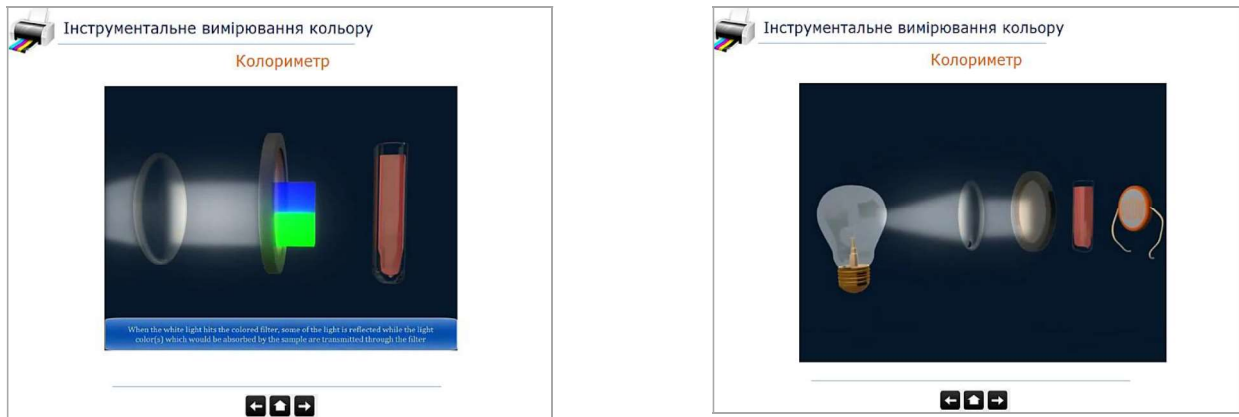 Інструментальне вимірювання кольору
Колориметр
When the white light hits the colored filter, some of the light is reflected while the light
color(s) which would be absorbed by the sample are transmitted through the filter
Інструментальне вимірювання кольору
Колориметр